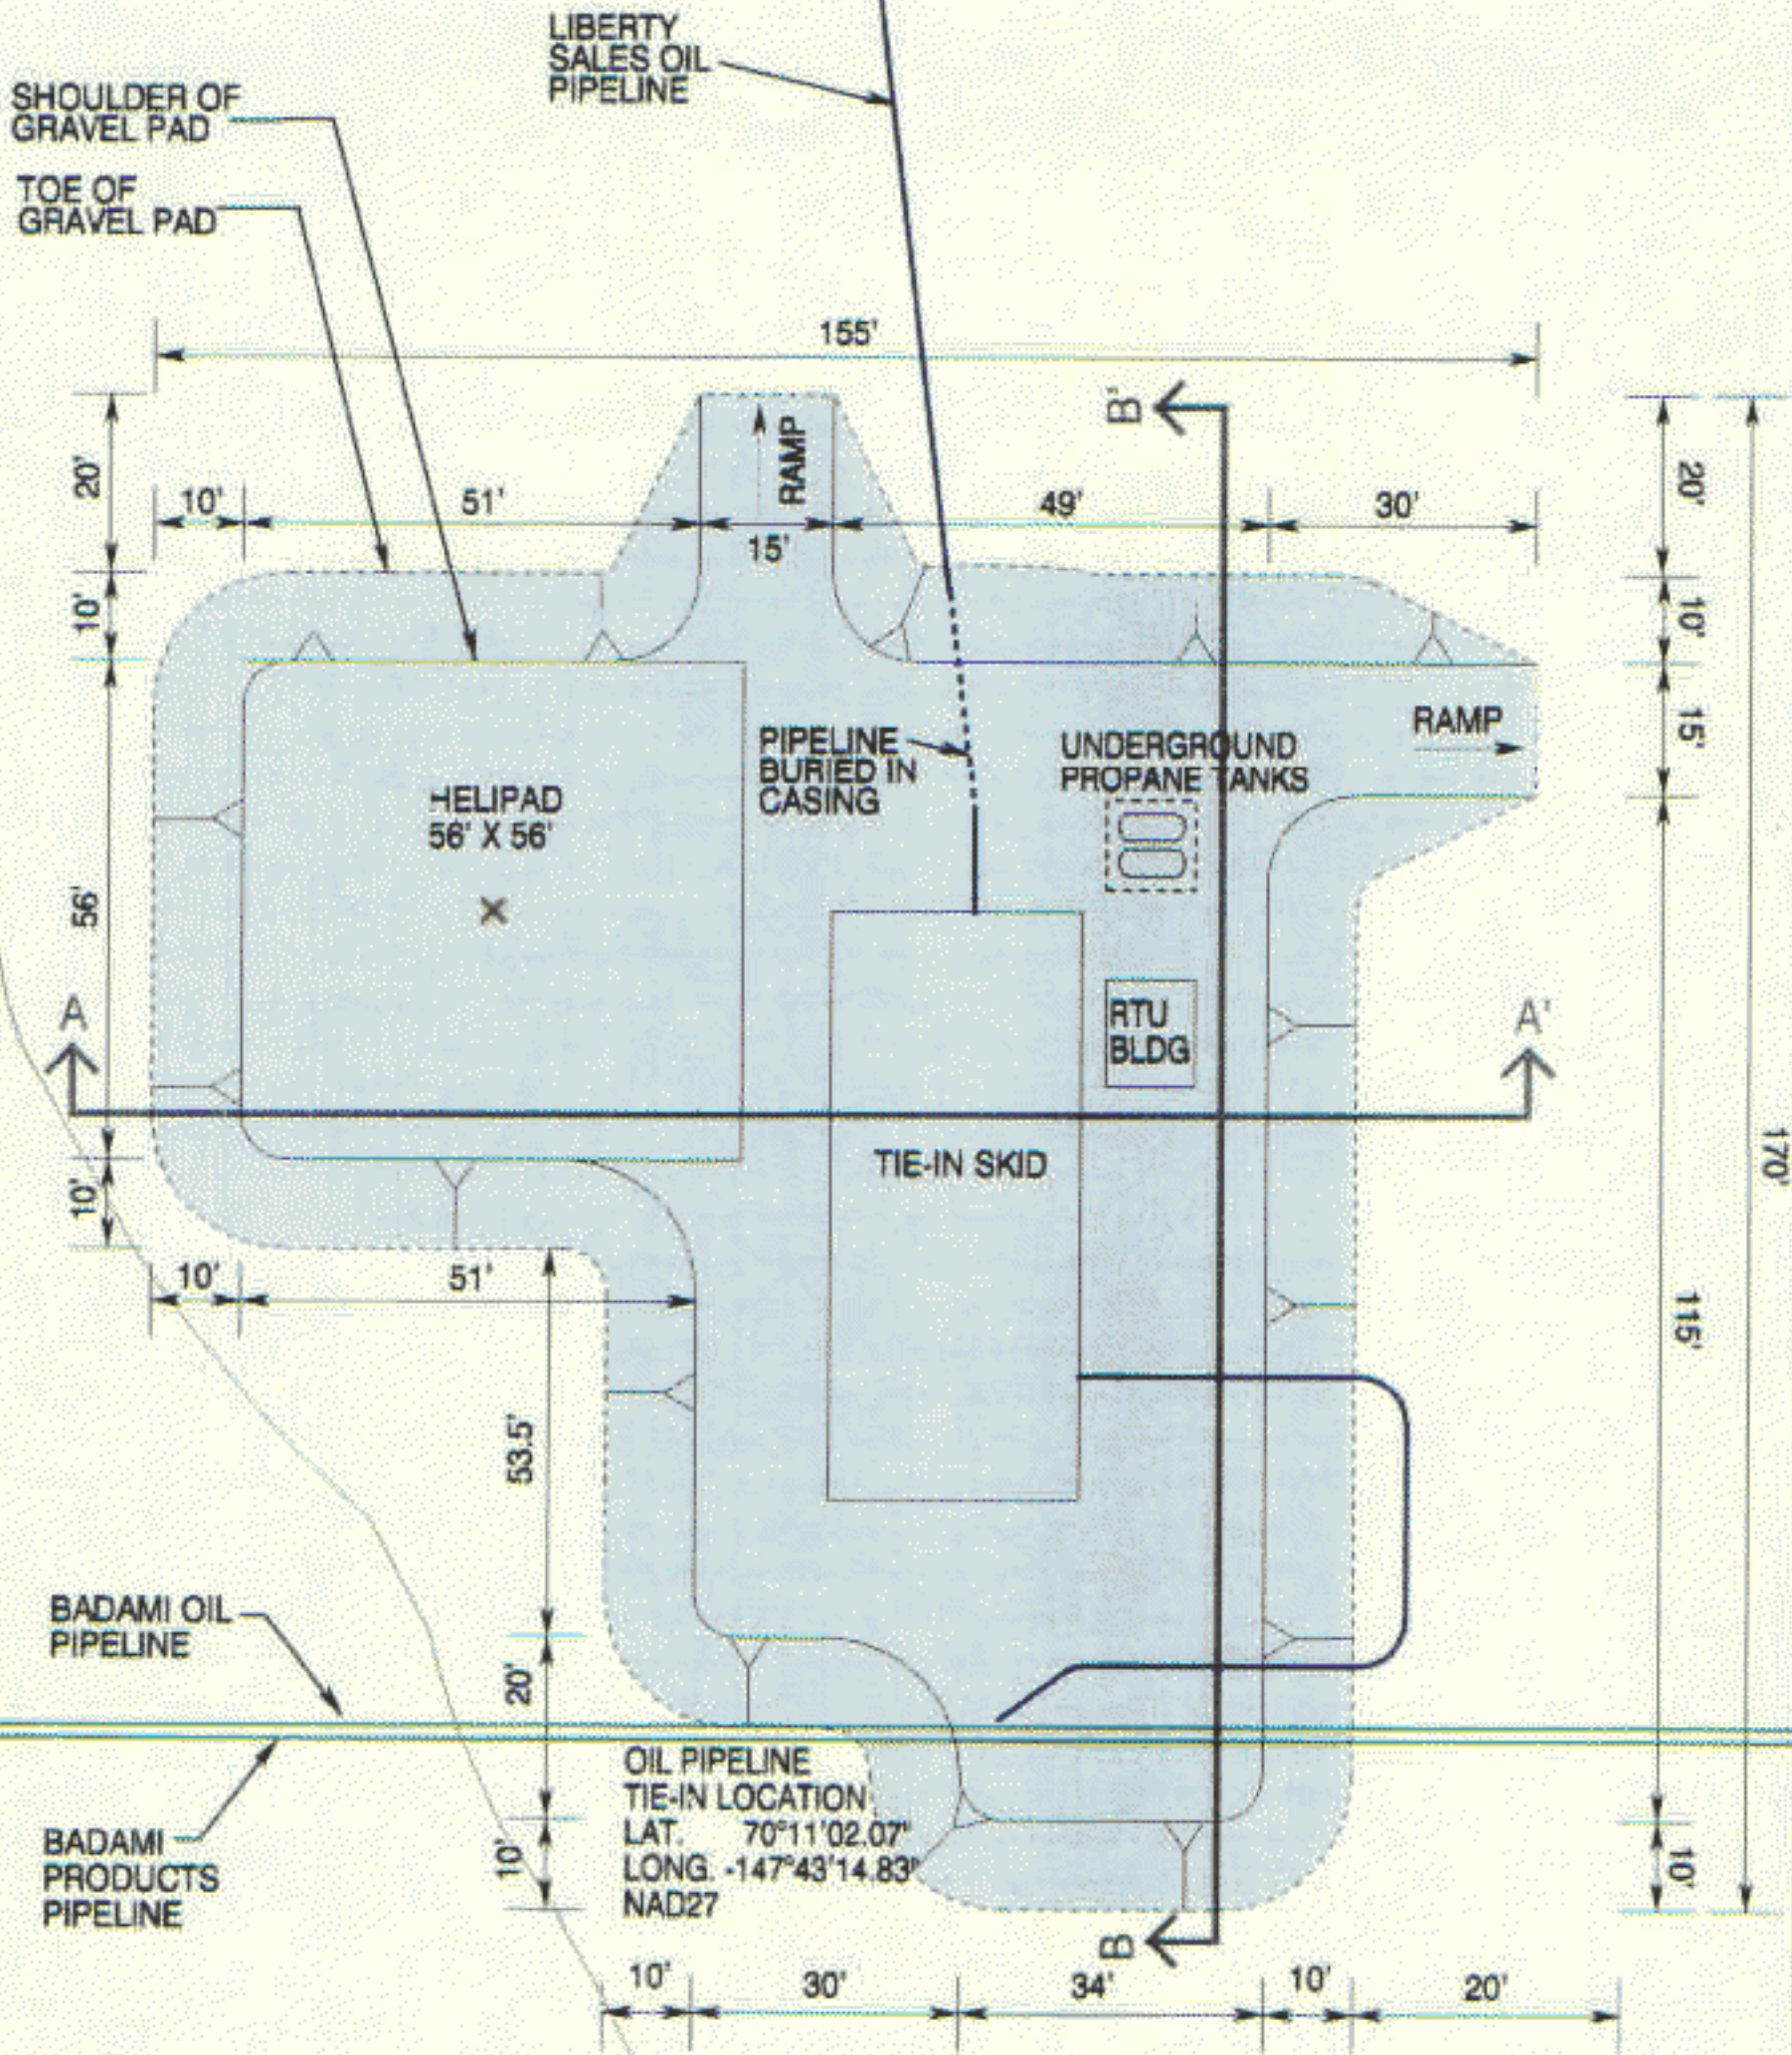 LIBERTY
SALES OIL
PIPELINE
SHOULDER OF
GRAVEL PAD
TOE OF
GRAVEL PAD
155'
B'
RAMP
20'
20'
10'
51'
15'
49'
30'
10'
10'
15'
RAMP
PIPELINE
BURIED IN
CASING
UNDERGROUND
PROPANE TANKS
HELIPAD
56' X 56'
56'
A
RTU
BLDG
A'
TIE-IN SKID
170'
10'
10'
51'
115'
53.5'
BADAMI OIL
PIPELINE
20'
OIL PIPELINE
TIE-IN LOCATION
LAT. 70°11'02.07"
LONG. -147°43'14.83"
NAD27
BADAMI
PRODUCTS
PIPELINE
10'
10'
B
10'
30'
34'
10'
20'